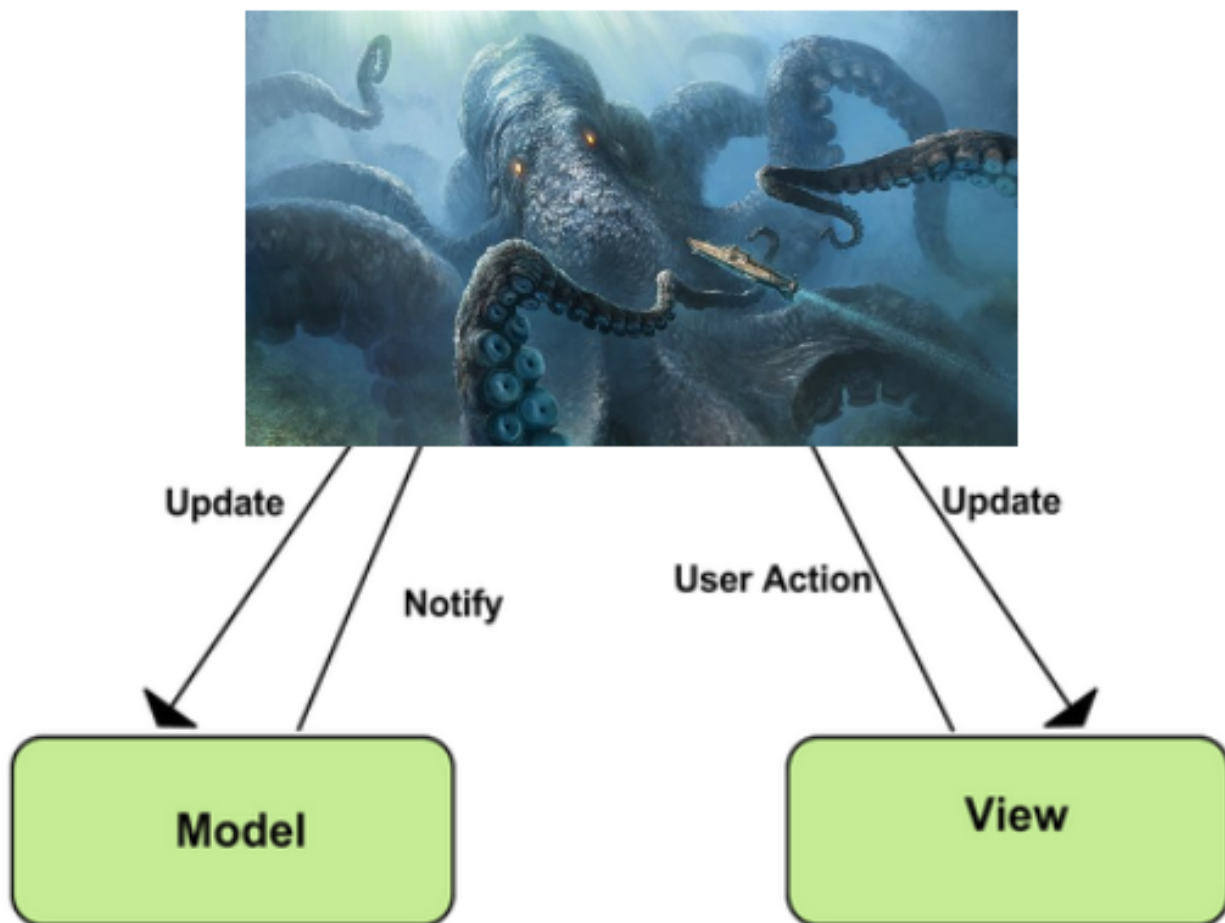 Update
Update
User Action
Notify
Model
View